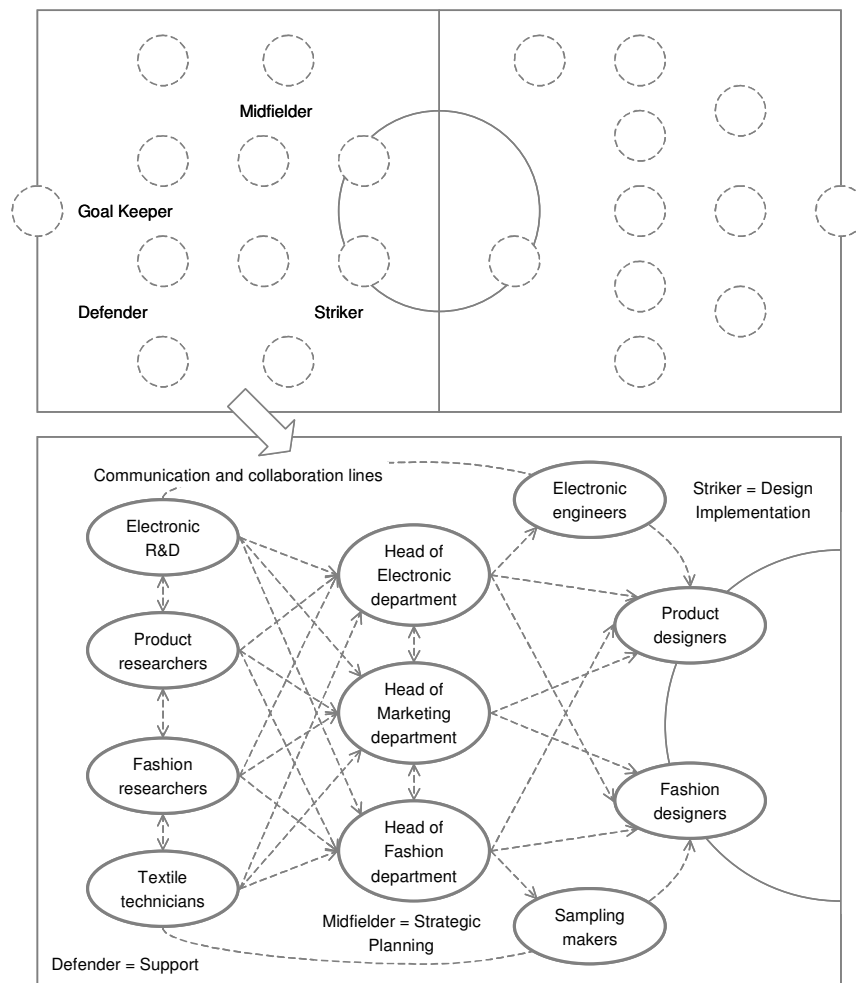 Midfielder
Goal Keeper
Defender
Striker
Communication and collaboration lines
Electronic
R&D
Product
researchers
Fashion
researchers
Textile
technicians
Defender = Support
Head of
Electronic
department
Head of
Marketing
department
Head of
Fashion
department
Midfielder = Strategic
Planning
Electronic
engineers
Striker = Design
Implementation
Product
designers
Fashion
designers
Sampling
makers